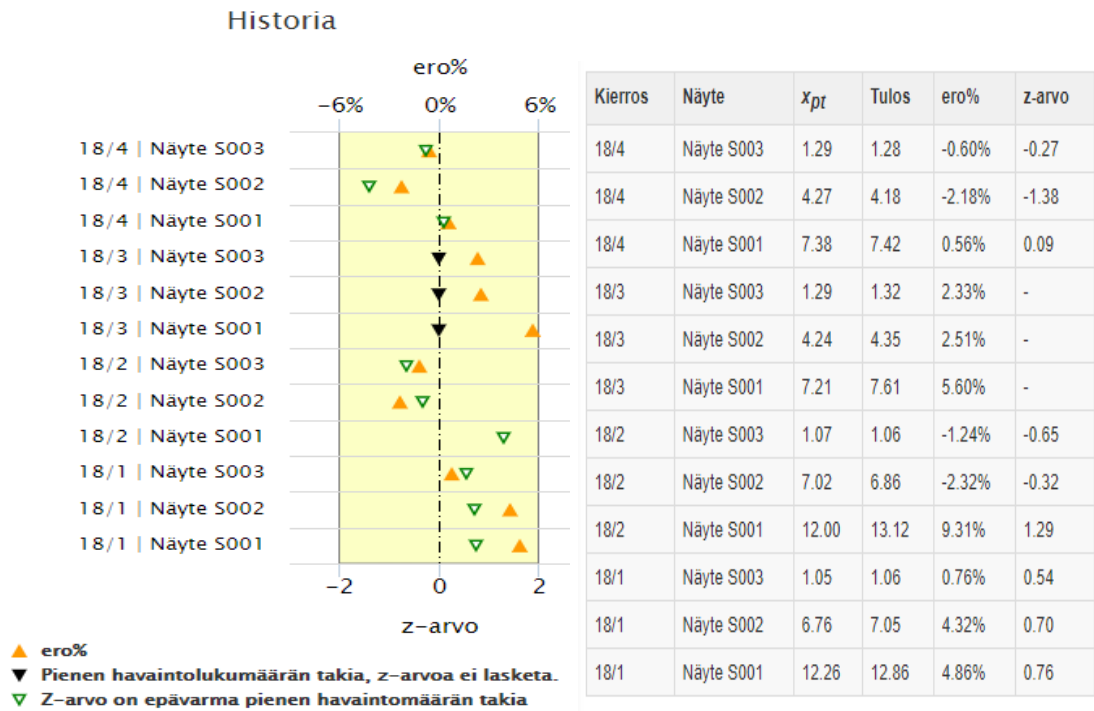 Historia
ero%
−6% 0% 6%
18/4 | Näyte S003
18/4 | Näyte S002
18/4 | Näyte S001
18/3 | Näyte S003
18/3 | Näyte S002
18/3 | Näyte S001
18/2 | Näyte S003
18/2 | Näyte S002
18/2 | Näyte S001
18/1 | Näyte S003
18/1 | Näyte S002
18/1 | Näyte S001
−2 0 2
z−arvo
ero%
Pienen havaintolukumäärän takia, z−arvoa ei lasketa.
Z−arvo on epävarma pienen havaintomäärän takia
Kierros Näyte xpt Tulos ero% z-arvo
18/4 Näyte S003 1.29 1.28 -0.60% -0.27
18/4 Näyte S002 4.27 4.18 -2.18% -1.38
18/4 Näyte S001 7.38 7.42 0.56% 0.09
18/3 Näyte S003 1.29 1.32 2.33% -
18/3 Näyte S002 4.24 4.35 2.51% -
18/3 Näyte S001 7.21 7.61 5.60% -
18/2 Näyte S003 1.07 1.06 -1.24% -0.65
18/2 Näyte S002 7.02 6.86 -2.32% -0.32
18/2 Näyte S001 12.00 13.12 9.31% 1.29
18/1 Näyte S003 1.05 1.06 0.76% 0.54
18/1 Näyte S002 6.76 7.05 4.32% 0.70
18/1 Näyte S001 12.26 12.86 4.86% 0.76